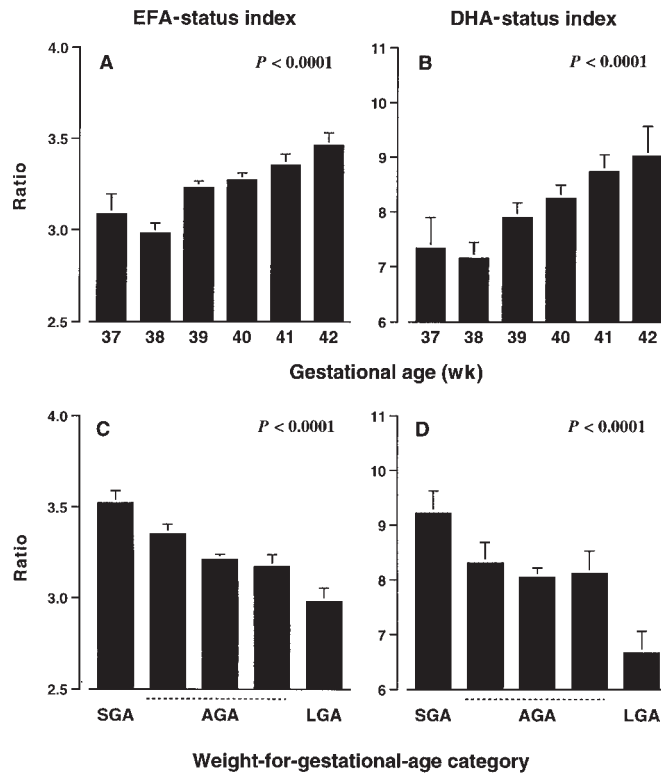 EFA-status index DHA-status index
A P < 0.0001 B P < 0.0001
4.0 3.5 3.0 2.5
Ratio
11 10 9 8 7 6
37 38 39 40 41 42 37 38 39 40 41 42
Gestational age (wk)
C P < 0.0001 D P < 0.0001
4.0 3.5 3.0 2.5
Ratio
11 10 9 8 7 6
SGA AGA LGA SGA AGA LGA
Weight-for-gestational-age category